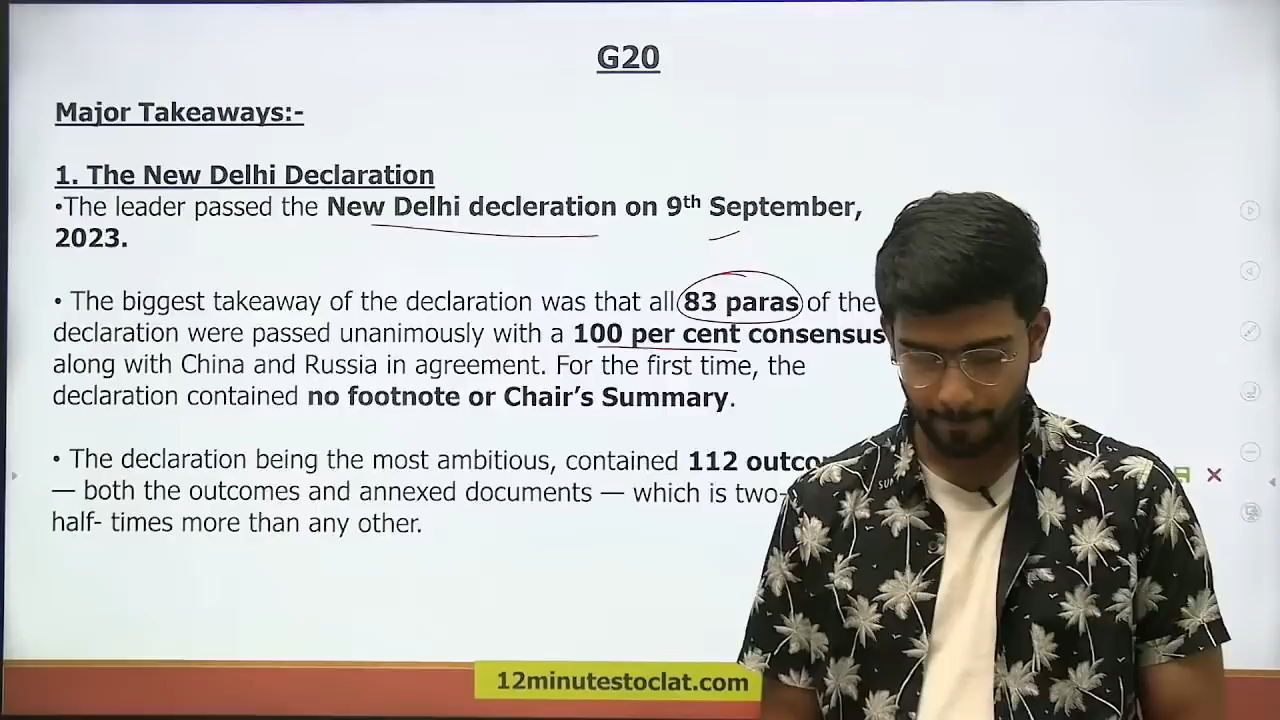 G20
Major Takeaways:-
1. The New Delhi Declaration
•The leader passed the New Delhi decleration on 9th September,
2023.
• The biggest takeaway of the declaration was that all 83 paras of the
declaration were passed unanimously with a 100 per cent consensus
along with China and Russia in agreement. For the first time, the
declaration contained no footnote or Chair’s Summary.
• The declaration being the most ambitious, contained 112
— both the outcomes and annexed documents — which is two-
half- times more than any other.
12minutestoclat.com